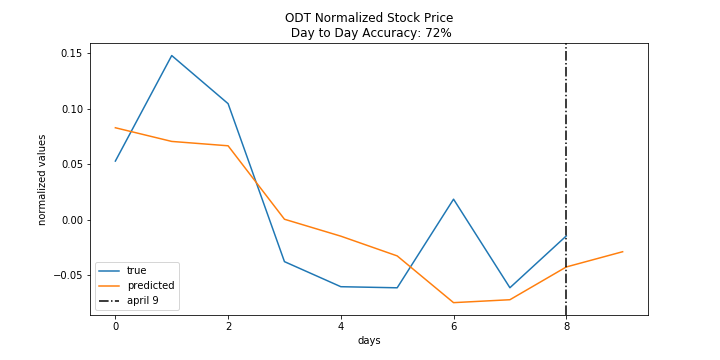 ODT Normalized Stock Price
Day to Day Accuracy: 72%
0.15
0.10
0.05
0.00
−0.05
normalized values
true
predicted
april 9
0 2 4 6 8
days